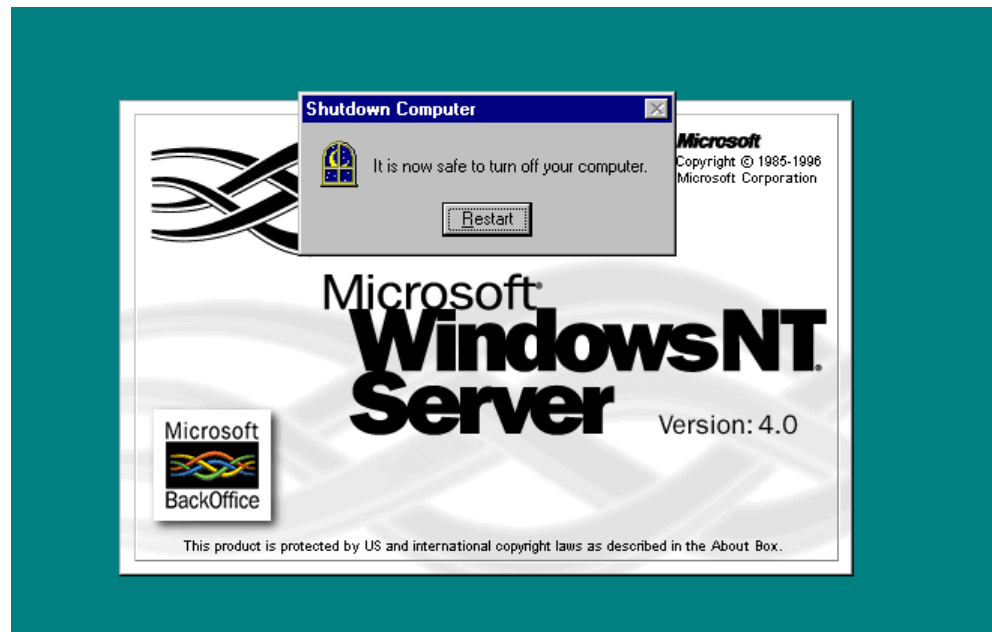 Shutdown Computer
It is now safe to turn off your computer.
Restart
Microsoft
Copyright © 1985-1996
Microsoft Corporation
Microsoft®
WindowsNT®
Server
Version: 4.0
Microsoft
BackOffice
This product is protected by US and international copyright laws as described in the About Box.